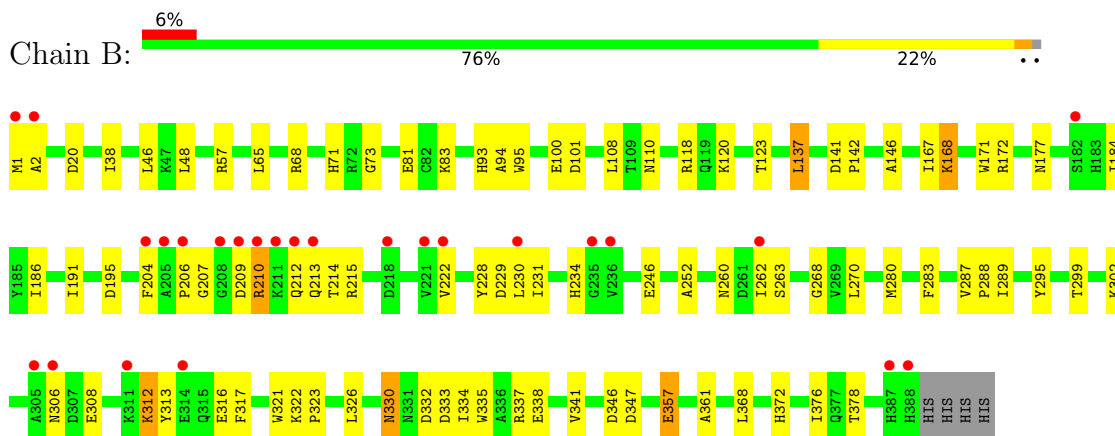 6%
Chain B:
76%
22%
• •
M1 A2 D20 I38 L46 K47 L48 R57 L65 R68 H71 R72 G73 E81 C82 K83 H93 A94 W95 E100 D101 L108 T109 N110 R118 Q119 K120 T123 L137 D141 P142 A146 I167 K168 W171 R172 N177 S182 H183 I184
Y185 I186 I191 D195 F204 A205 P206 G207 G208 D209 R210 K211 Q212 Q213 T214 R215 D218 V221 V222 Y228 D229 L230 I231 H234 G235 V236 E246 A252 N260 D261 I262 S263 G268 V269 L270 M280 F283 V287 P288 I289 Y295 T299 K302
A305 N306 D307 E308 K311 K312 Y313 E314 Q315 E316 F317 W321 K322 P323 L326 N330 N331 D332 D333 I334 W335 A336 R337 E338 V341 D346 D347 E357 A361 L368 H372 I376 Q377 T378 H387 H388 HIS HIS HIS HIS